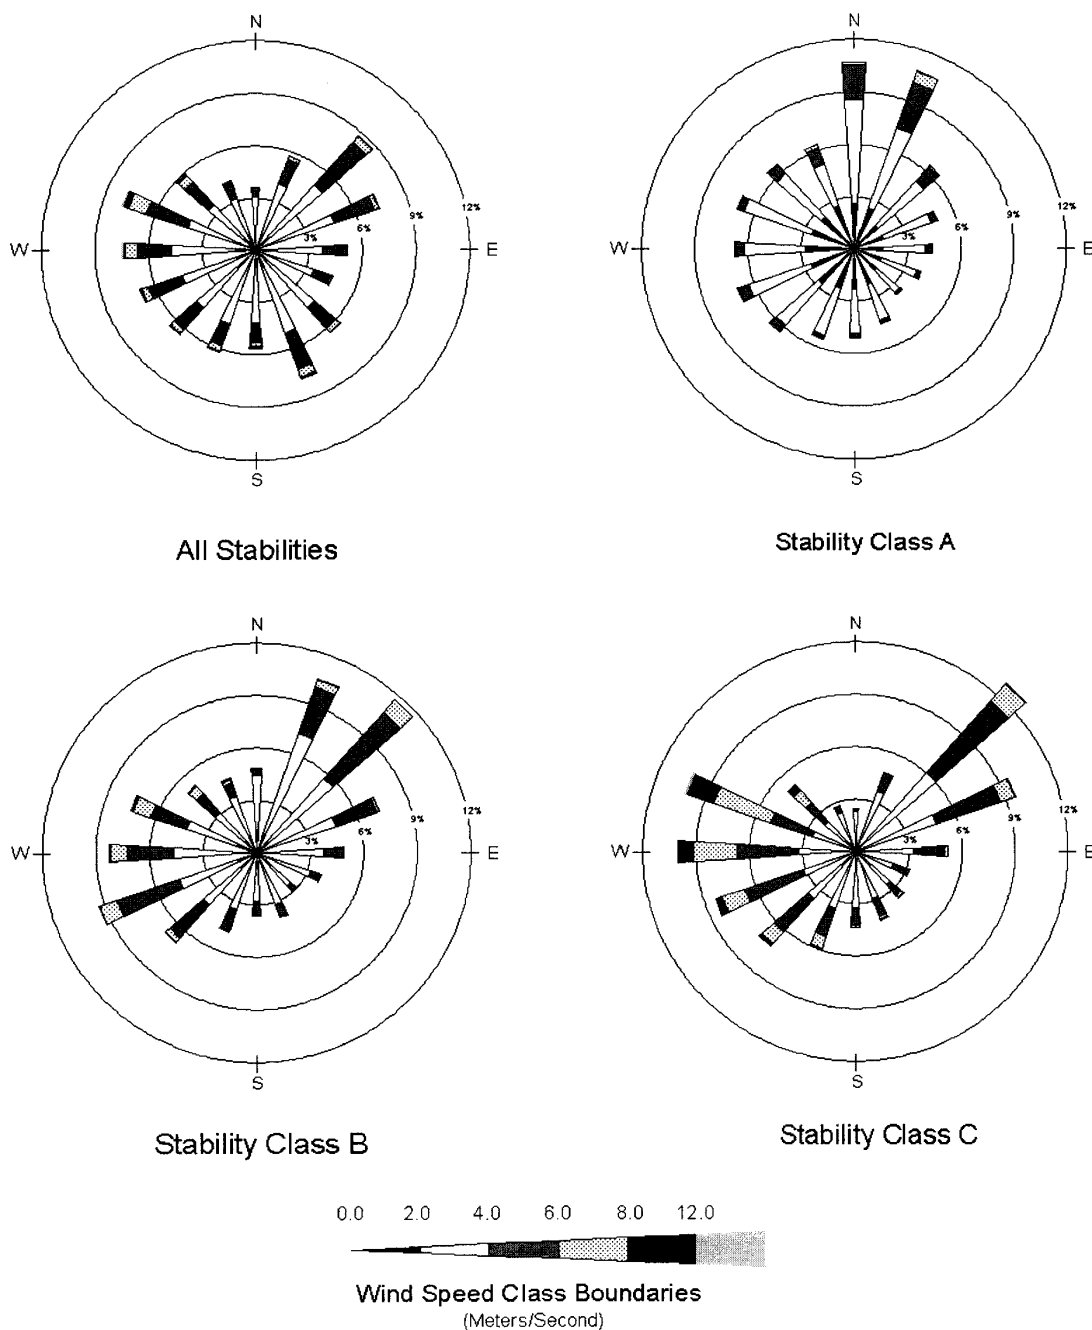 N
N
12%
9%
6%
3%
W
E
S
12%
9%
6%
3%
W
E
S
All Stabilities
Stability Class A
N
N
12%
9%
6%
3%
W
E
S
12%
9%
6%
3%
W
E
S
Stability Class B
Stability Class C
0.0 2.0 4.0 6.0 8.0 12.0
Wind Speed Class Boundaries
(Meters/Second)